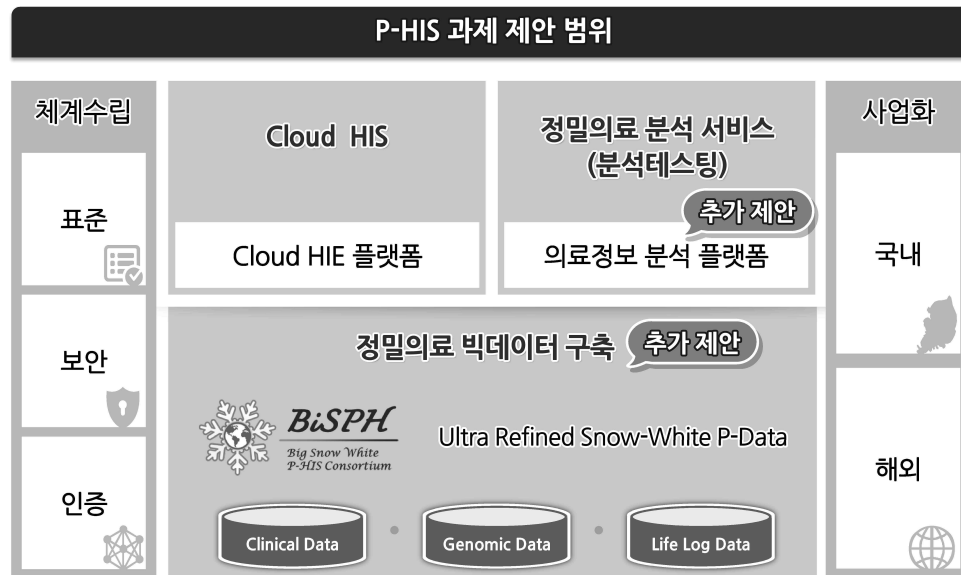 P-HIS 과제 제안 범위
체계수립
표준
보안
인증
Cloud HIS
Cloud HIE 플랫폼
정밀의료 분석 서비스
(분석테스팅)
추가 제안
의료정보 분석 플랫폼
정밀의료 빅데이터 구축
추가 제안
BiSPH
Big Snow White
P-HIS Consortium
Ultra Refined Snow-White P-Data
Clinical Data
Genomic Data
Life Log Data
사업화
국내
해외